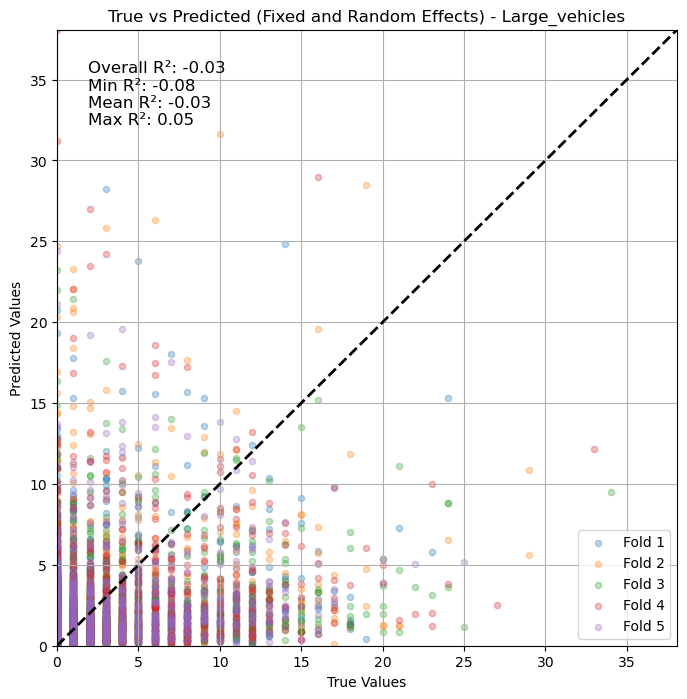 True vs Predicted (Fixed and Random Effects) - Large_vehicles
Overall R²: -0.03
Min R²: -0.08
Mean R²: -0.03
Max R²: 0.05
35
30
25
20
15
10
5
0
Predicted Values
Fold 1
Fold 2
Fold 3
Fold 4
Fold 5
0 5 10 15 20 25 30 35
True Values